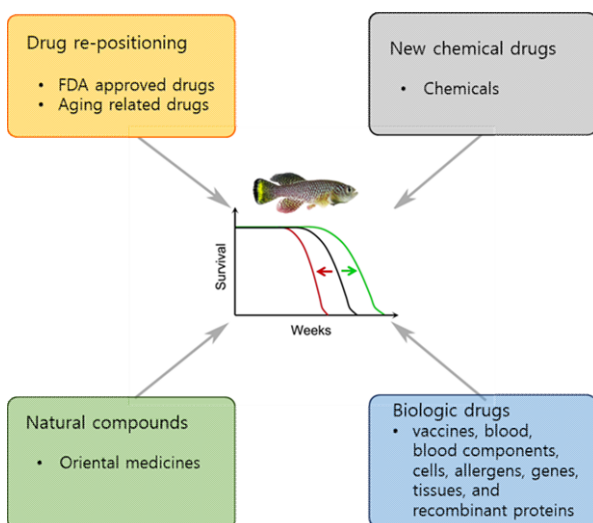 Drug re-positioning
• FDA approved drugs
• Aging related drugs
New chemical drugs
• Chemicals
Survival
Weeks
Natural compounds
• Oriental medicines
Biologic drugs
• vaccines, blood,
blood components,
cells, allergens, genes,
tissues, and
recombinant proteins